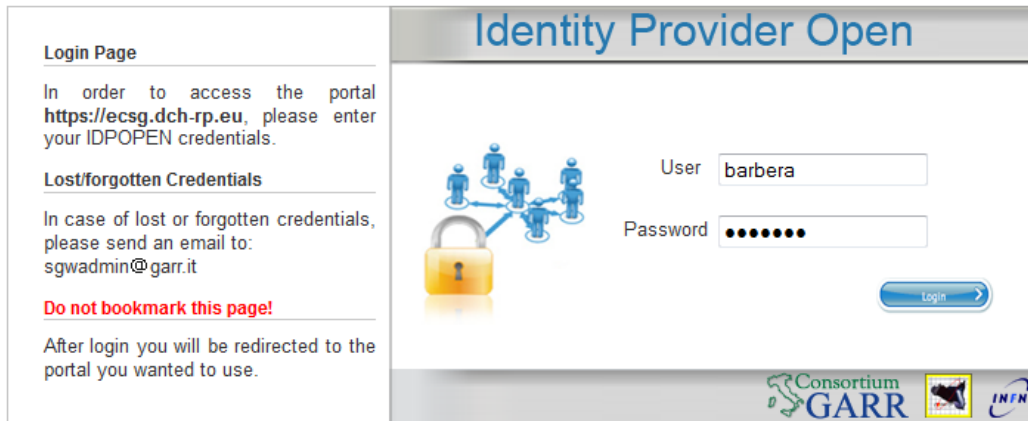 Login Page
In order to access the portal
https://ecsg.dch-rp.eu, please enter
your IDPOPEN credentials.
Lost/forgotten Credentials
In case of lost or forgotten credentials,
please send an email to:
sgwadmin@garr.it
Do not bookmark this page!
After login you will be redirected to the
portal you wanted to use.
Identity Provider Open
User barbera
Password •••••••
Login
Consortium
GARR
INFN